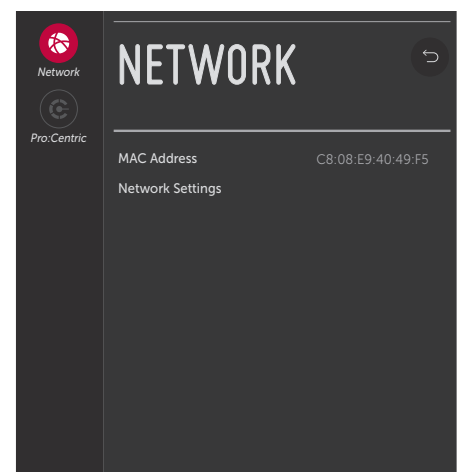 Network
Pro:Centric
NETWORK
MAC Address C8:08:E9:40:49:F5
Network Settings